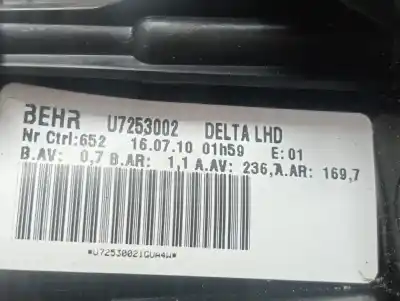 BEHR U7253002 DELTA LHD
Nr Ctrl:652 16.07.10 01h59 E:01
B.AV: 0,7 B.AR: 1,1 A.AV: 236,7 A.AR: 169,7